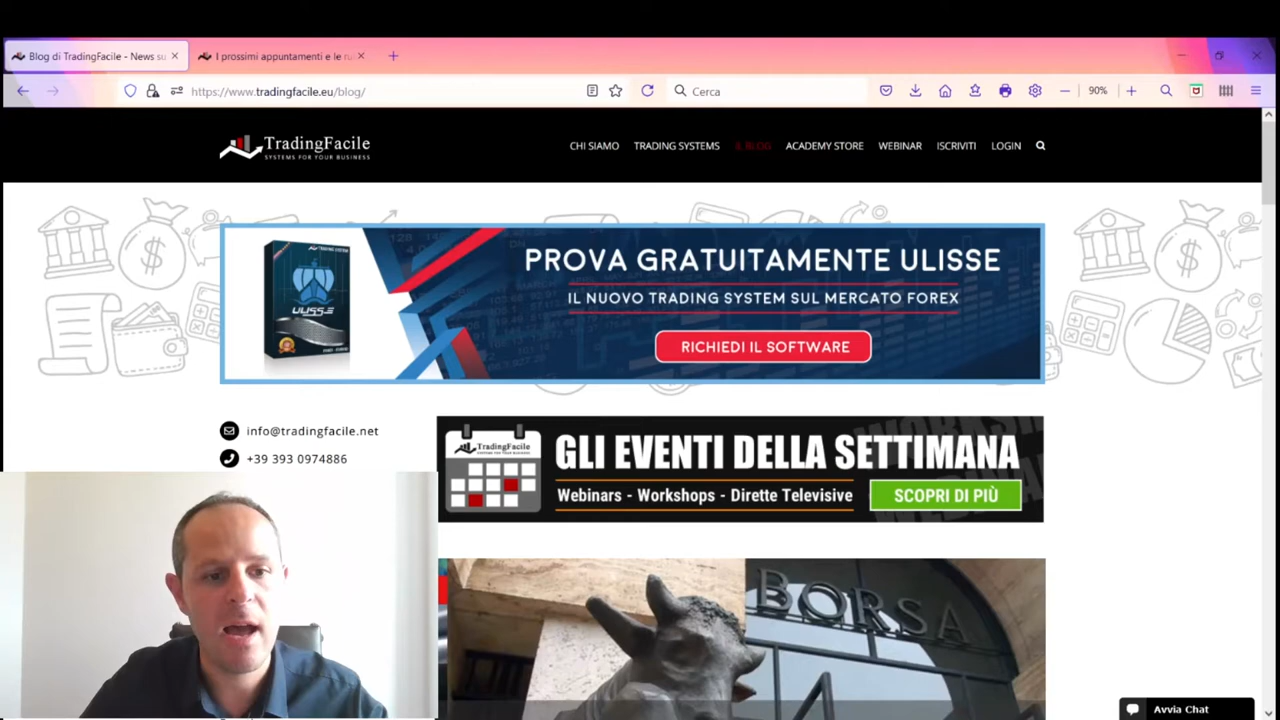 Blog di TradingFacile - News su
I prossimi appuntamenti e le ru
https://www.tradingfacile.eu/blog/
Cerca
90%
TradingFacile
SYSTEMS FOR YOUR BUSINESS
CHI SIAMO
TRADING SYSTEMS
IL BLOG
ACADEMY STORE
WEBINAR
ISCRIVITI
LOGIN
PROVA GRATUITAMENTE ULISSE
IL NUOVO TRADING SYSTEM SUL MERCATO FOREX
RICHIEDI IL SOFTWARE
ULISSE
info@tradingfacile.net
+39 393 0974886
TradingFacile
GLI EVENTI DELLA SETTIMANA
Webinars - Workshops - Dirette Televisive
SCOPRI DI PIÙ
BORSA
Avvia Chat